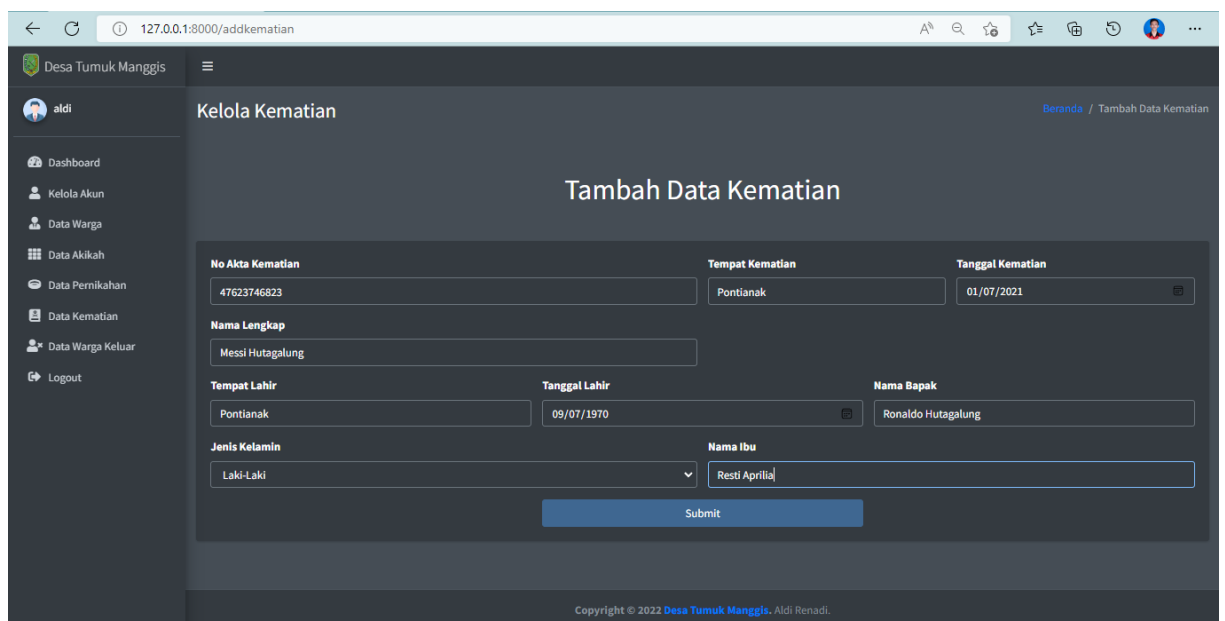 127.0.0.1:8000/addkematian
Desa Tumuk Manggis
aldi
Dashboard
Kelola Akun
Data Warga
Data Akikah
Data Pernikahan
Data Kematian
Data Warga Keluar
Logout
Kelola Kematian
Beranda / Tambah Data Kematian
Tambah Data Kematian
No Akta Kematian Tempat Kematian Tanggal Kematian
47623746823 Pontianak 01/07/2021
Nama Lengkap
Messi Hutagalung
Tempat Lahir Tanggal Lahir Nama Bapak
Pontianak 09/07/1970 Ronaldo Hutagalung
Jenis Kelamin Nama Ibu
Laki-Laki Resti Aprilia
Submit
Copyright © 2022 Desa Tumuk Manggis. Aldi Renadi.